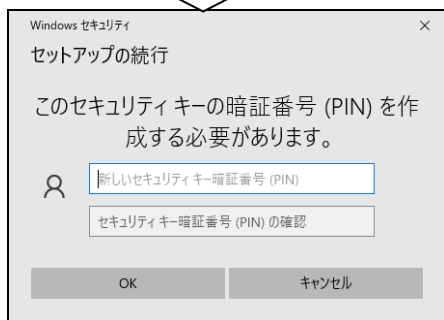 Windows セキュリティ
セットアップの続行
このセキュリティ キーの暗証番号 (PIN) を作
成する必要があります。
新しいセキュリティ キー暗証番号 (PIN)
セキュリティ キー暗証番号 (PIN) の確認
OK キャンセル